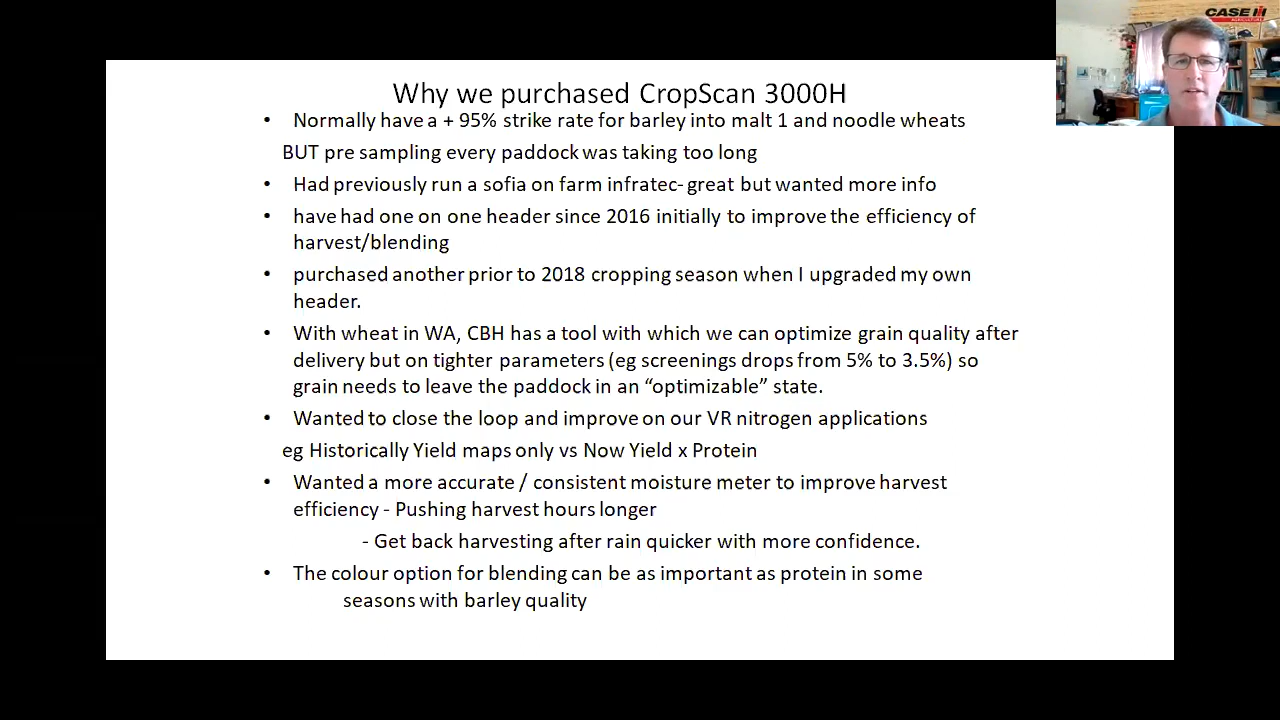 CASE IH
AGRICULTURE
Why we purchased CropScan 3000H
• Normally have a + 95% strike rate for barley into malt 1 and noodle wheats
BUT pre sampling every paddock was taking too long
• Had previously run a sofia on farm infratec- great but wanted more info
• have had one on one header since 2016 initially to improve the efficiency of
harvest/blending
• purchased another prior to 2018 cropping season when I upgraded my own
header.
• With wheat in WA, CBH has a tool with which we can optimize grain quality after
delivery but on tighter parameters (eg screenings drops from 5% to 3.5%) so
grain needs to leave the paddock in an “optimizable” state.
• Wanted to close the loop and improve on our VR nitrogen applications
eg Historically Yield maps only vs Now Yield x Protein
• Wanted a more accurate / consistent moisture meter to improve harvest
efficiency - Pushing harvest hours longer
- Get back harvesting after rain quicker with more confidence.
• The colour option for blending can be as important as protein in some
seasons with barley quality